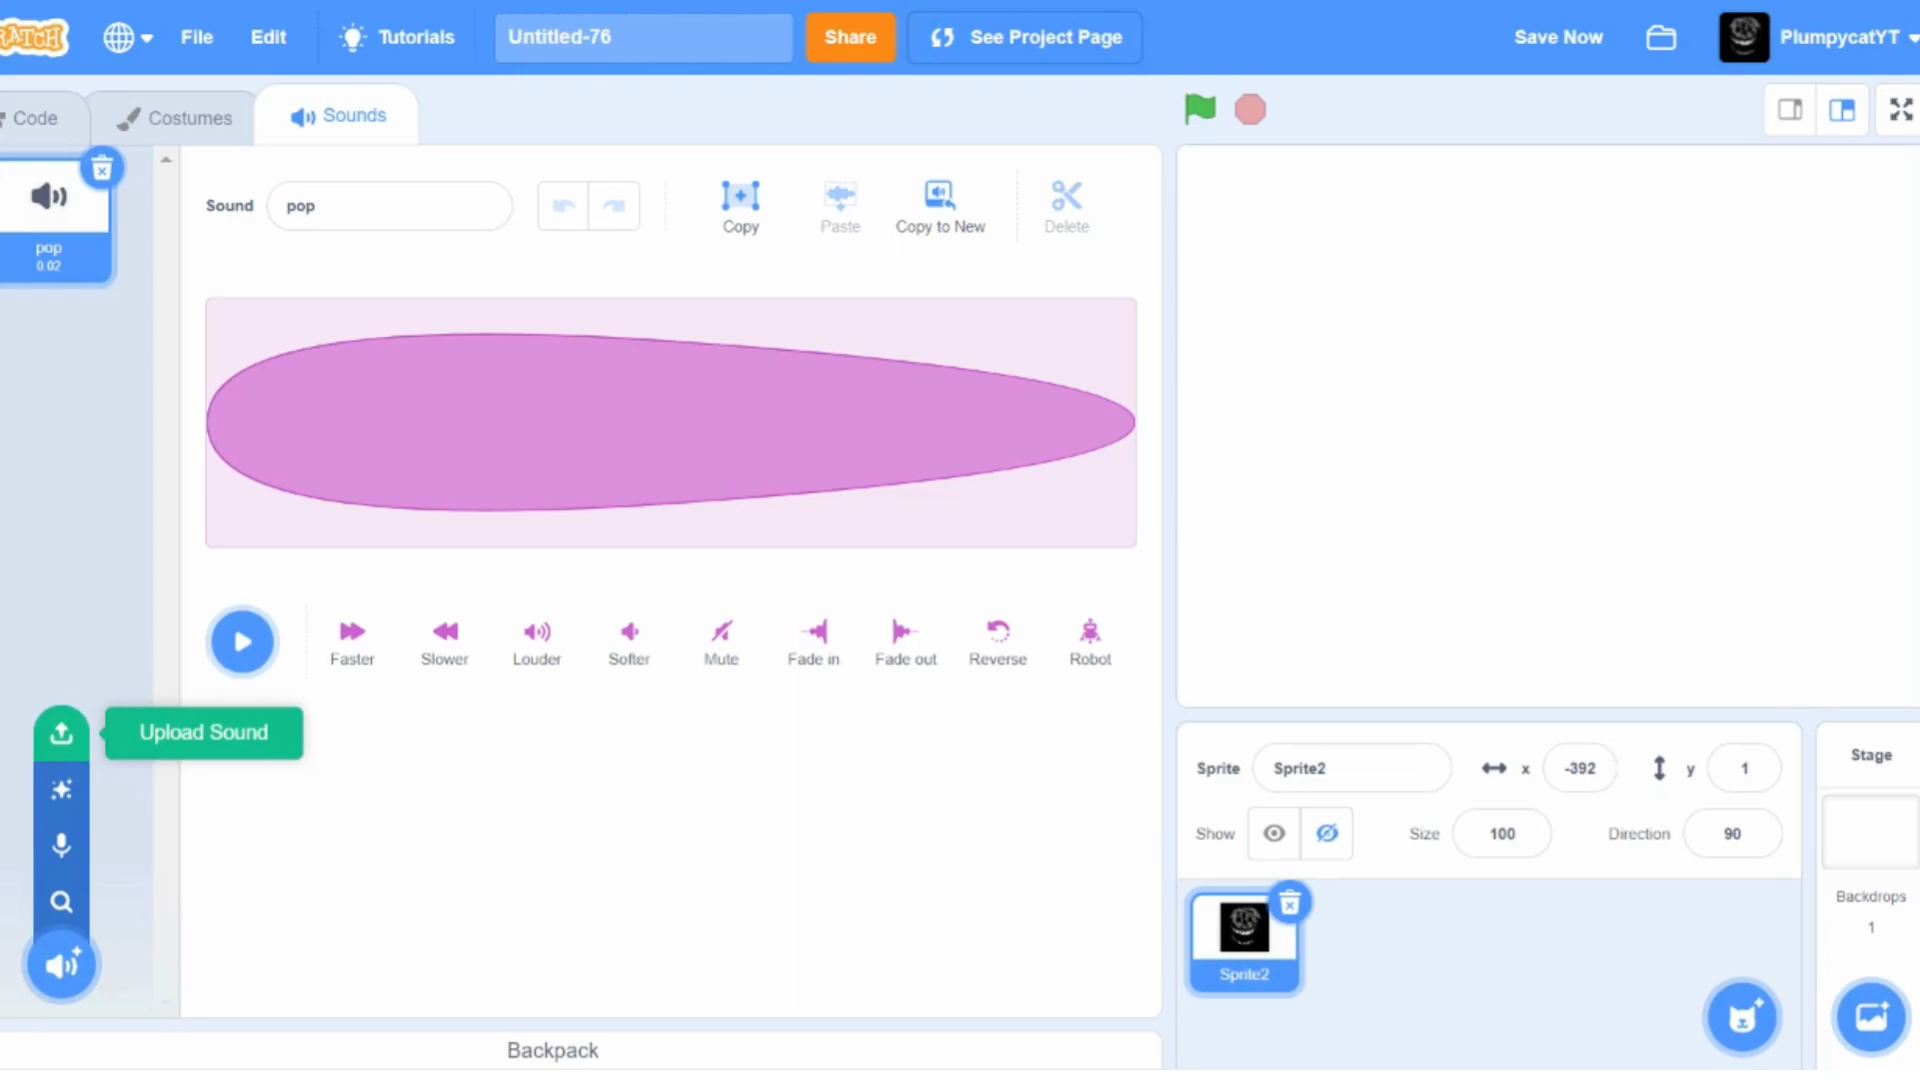 RATCH
File
Edit
Tutorials
Untitled-76
Share
See Project Page
Save Now
PlumpycatYT
Code
Costumes
Sounds
pop
0.02
Sound
pop
Copy
Paste
Copy to New
Delete
Faster
Slower
Louder
Softer
Mute
Fade in
Fade out
Reverse
Robot
Upload Sound
Backpack
Sprite
Sprite2
x
-392
y
1
Show
Size
100
Direction
90
Sprite2
Stage
Backdrops
1